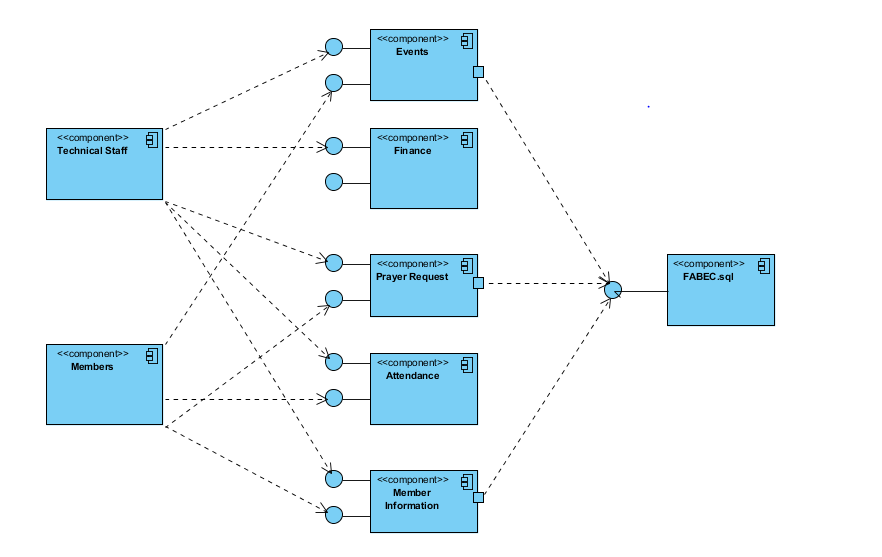 <<component>>
Events
<<component>>
Technical Staff
<<component>>
Finance
<<component>>
Prayer Request
<<component>>
FABEC.sql
<<component>>
Members
<<component>>
Attendance
<<component>>
Member
Information